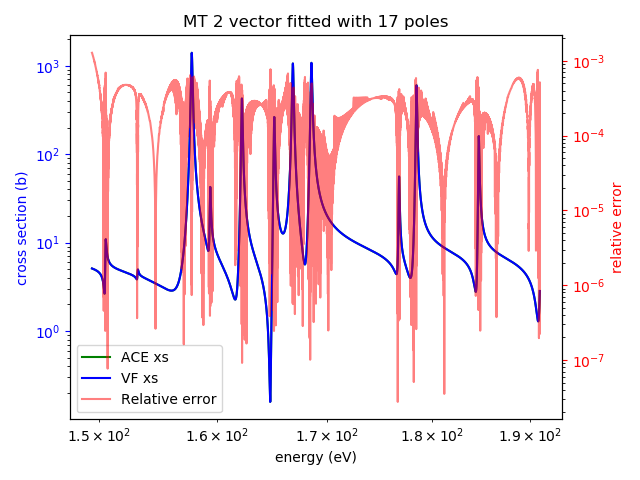 MT 2 vector fitted with 17 poles
cross section (b)
10³
10²
10¹
10⁰
10⁻³
10⁻⁴
10⁻⁵
10⁻⁶
10⁻⁷
relative error
ACE xs
VF xs
Relative error
1.5 × 10² 1.6 × 10² 1.7 × 10² 1.8 × 10² 1.9 × 10²
energy (eV)